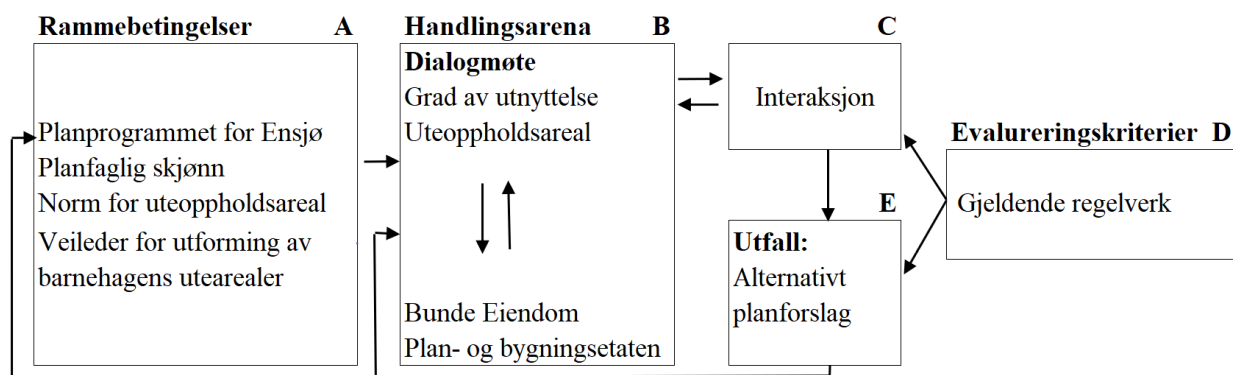 Rammebetingelser A
Planprogrammet for Ensjø
Planfaglig skjønn
Norm for uteoppholdsareal
Veileder for utforming av
barnehagens utearealer
Handlingsarena B
Dialogmøte
Grad av utnyttelse
Uteoppholdsareal
Bunde Eiendom
Plan- og bygningsetaten
C
Interaksjon
Evalureringskriterier D
Gjeldende regelverk
E
Utfall:
Alternativt
planforslag